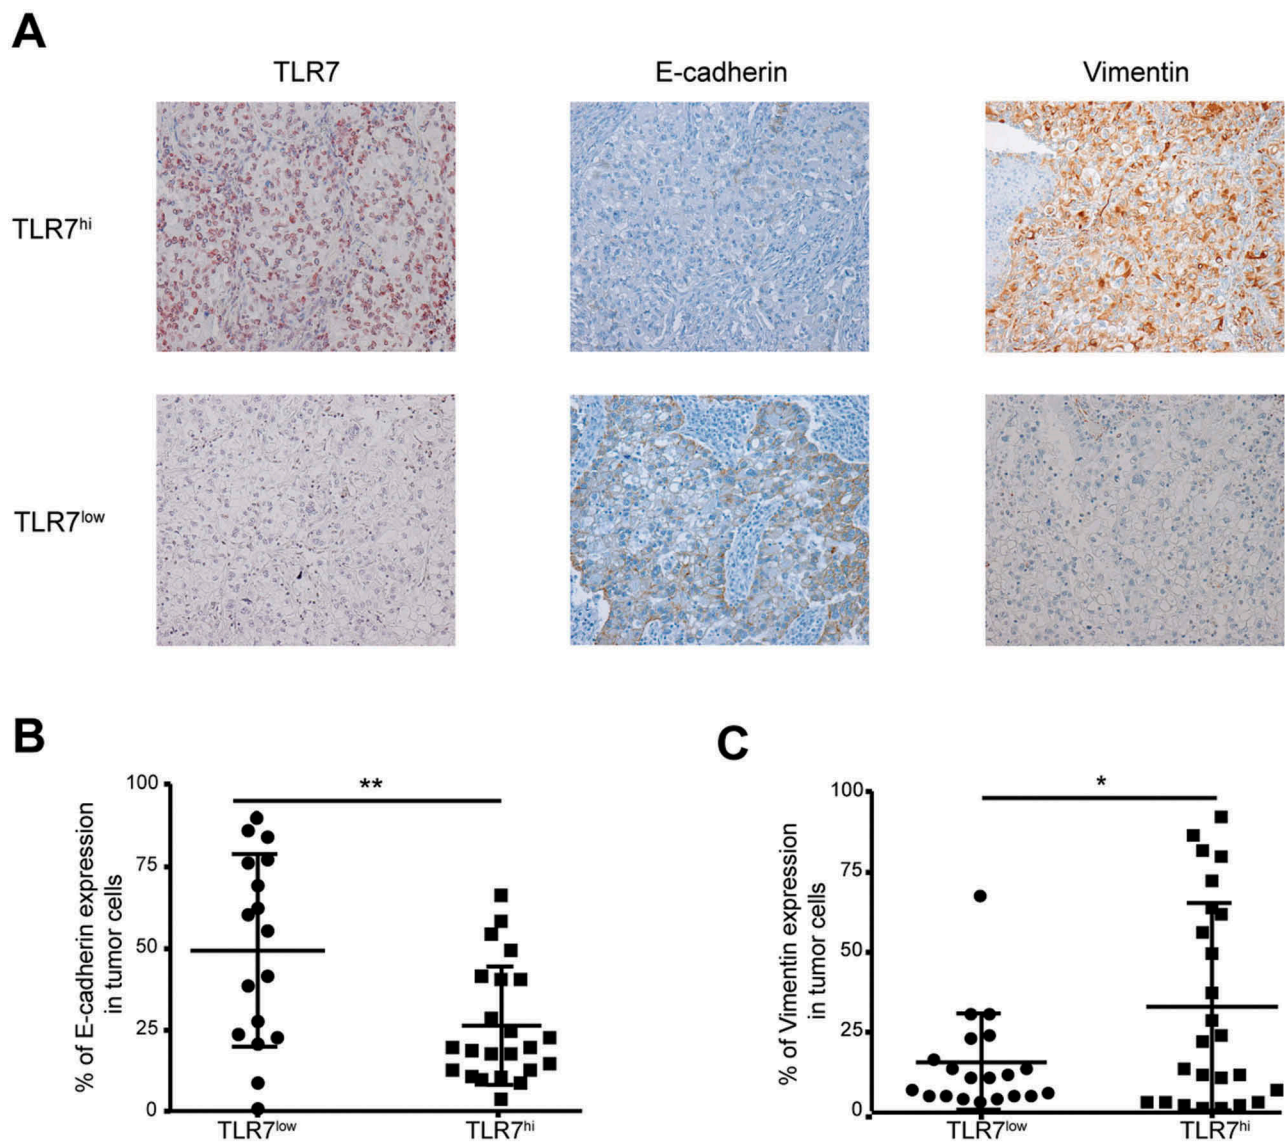 A
TLR7 E-cadherin Vimentin
TLR7hi
TLR7low
B
100
75
50
25
0
% of E-cadherin expression
in tumor cells
**
TLR7low TLR7hi
C
100
75
50
25
0
% of Vimentin expression
in tumor cells
*
TLR7low TLR7hi